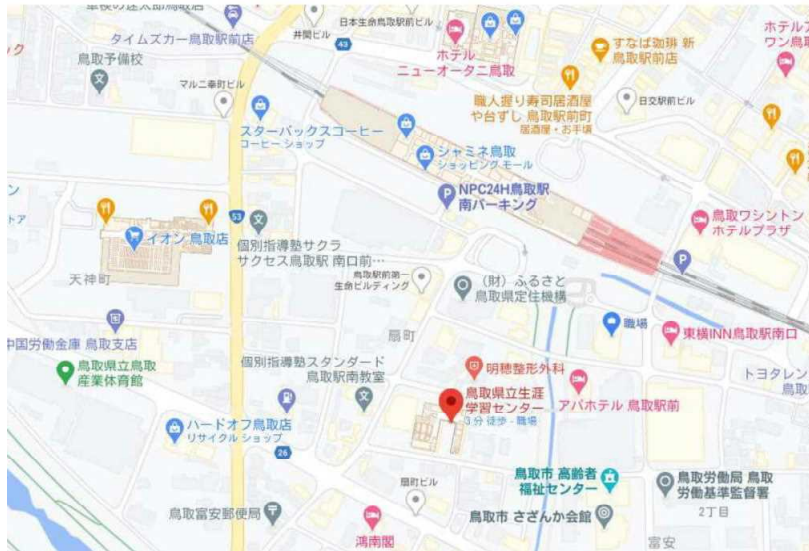 タイムズカー鳥取駅前店
井関ビル
日本生命鳥取駅前ビル
43
ホテル
ニューオータニ鳥取
すなば珈琲 新
鳥取駅前店
鳥取予備校
マルニ幸町ビル
職人握り寿司居酒屋
や台ずし 鳥取駅前町
居酒屋・お手頃
日交駅前ビル
スターバックスコーヒー
コーヒー ショップ
シャミネ鳥取
ショッピング モール
NPC24H鳥取駅
南パーキング
鳥取ワシントン
ホテルプラザ
53
イオン 鳥取店
個別指導塾サクラ
サクセス鳥取駅 南口前…
天神町
鳥取駅前第一
生命ビルディング
(財)ふるさと
鳥取県定住機構
職場
東横INN鳥取駅南口
中国労働金庫 鳥取支店
扇町
鳥取県立鳥取
産業体育館
個別指導塾スタンダード
鳥取駅南教室
明穂整形外科
鳥取県立生涯
学習センター
3 分 徒歩 - 職場
アパホテル 鳥取駅前
トヨタレン
ハードオフ鳥取店
リサイクル ショップ
26
扇町ビル
鳥取市 高齢者
福祉センター
鳥取労働局 鳥取
労働基準監督署
2丁目
鳥取富安郵便局
鴻南閣
鳥取市 さざんか会館
富安